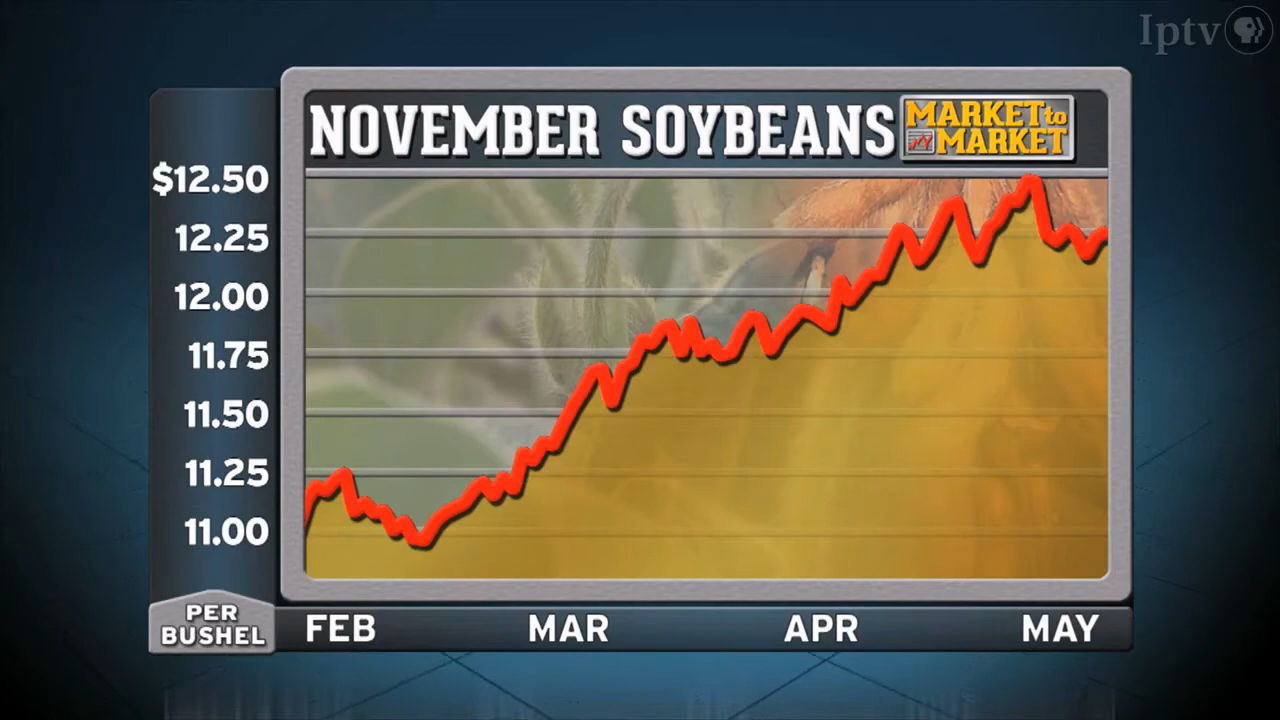 Iptv
NOVEMBER SOYBEANS
MARKET to
MARKET
$12.50
12.25
12.00
11.75
11.50
11.25
11.00
PER
BUSHEL
FEB MAR APR MAY